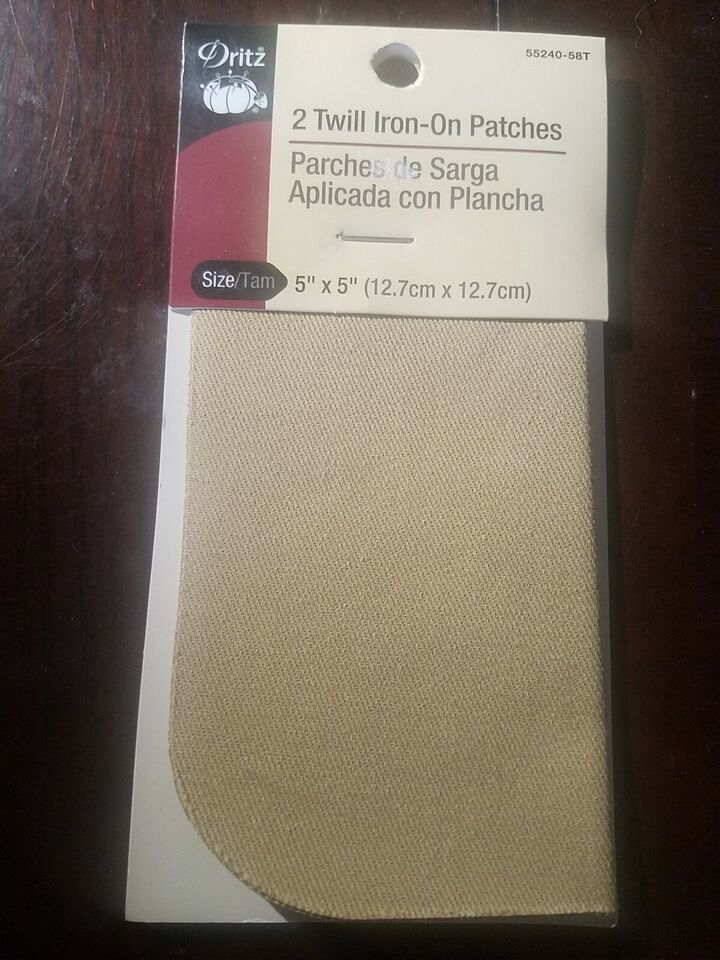 Dritz®
®
55240-58T
2 Twill Iron-On Patches
Parches de Sarga
Aplicada con Plancha
Size/Tam 5" x 5" (12.7cm x 12.7cm)